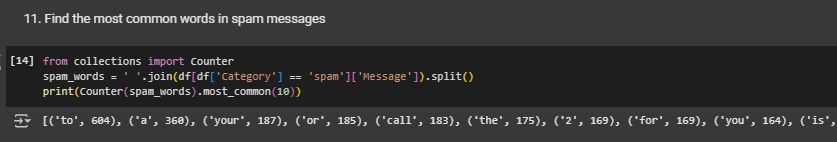 11. Find the most common words in spam messages
[14] from collections import Counter
spam_words = ' '.join(df[df['Category'] == 'spam']['Message']).split()
print(Counter(spam_words).most_common(10))
[('to', 604), ('a', 360), ('your', 187), ('or', 185), ('call', 183), ('the', 175), ('2', 169), ('for', 169), ('you', 164), ('is',